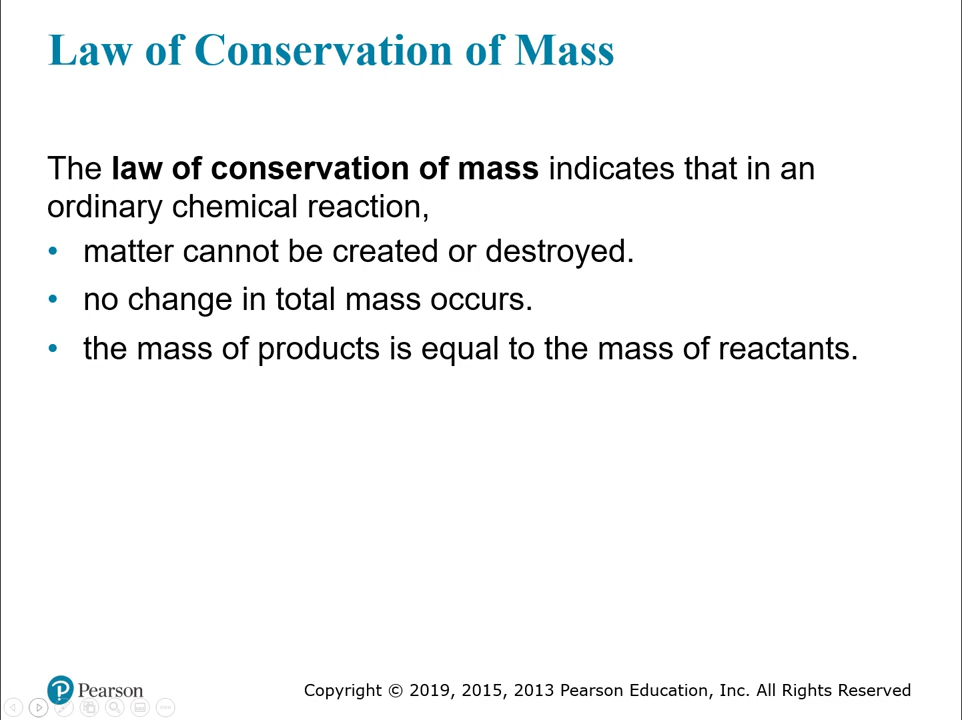 Law of Conservation of Mass
The law of conservation of mass indicates that in an
ordinary chemical reaction,
• matter cannot be created or destroyed.
• no change in total mass occurs.
• the mass of products is equal to the mass of reactants.
Pearson
Copyright © 2019, 2015, 2013 Pearson Education, Inc. All Rights Reserved